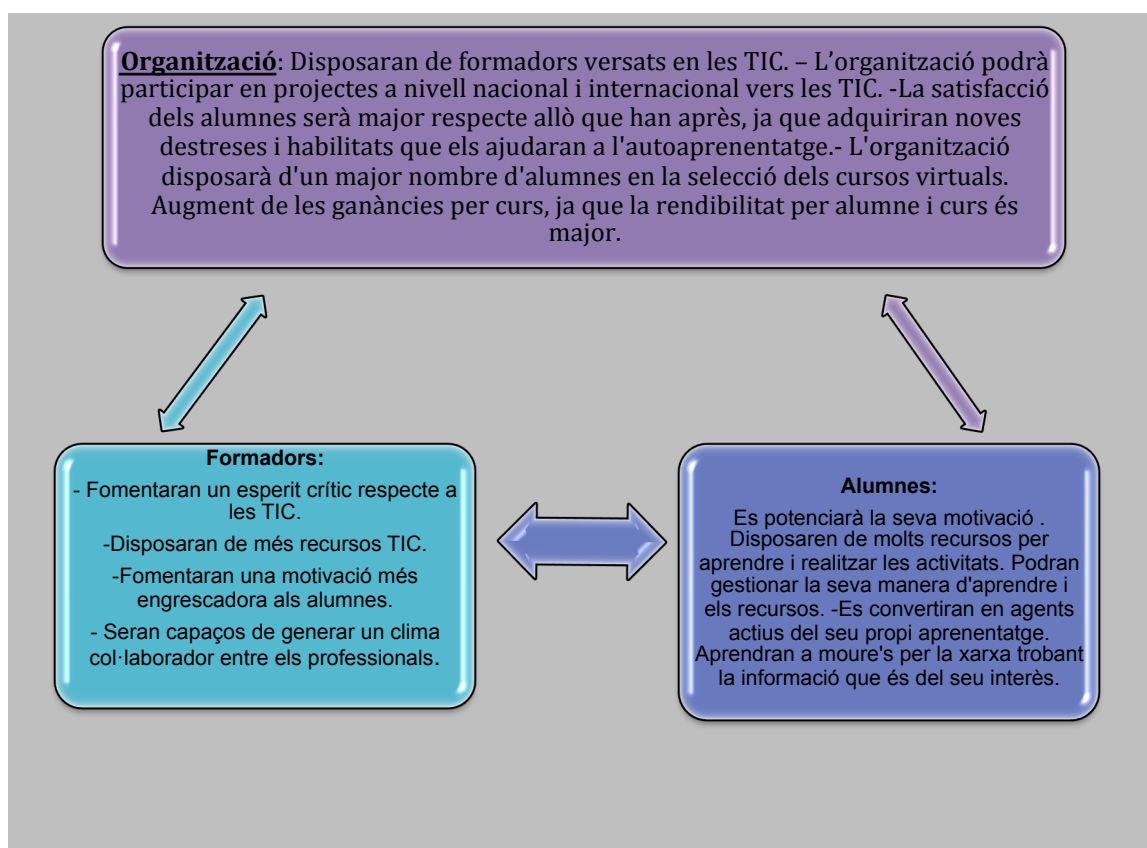 Organització: Disposaran de formadors versats en les TIC. – L'organització podrà
participar en projectes a nivell nacional i internacional vers les TIC. -La satisfacció
dels alumnes serà major respecte allò que han après, ja que adquiriran noves
destreses i habilitats que els ajudaran a l'autoaprenentatge.- L'organització
disposarà d'un major nombre d'alumnes en la selecció dels cursos virtuals.
Augment de les ganàncies per curs, ja que la rendibilitat per alumne i curs és
major.
Formadors:
- Fomentaran un esperit crític respecte a
les TIC.
-Disposaran de més recursos TIC.
-Fomentaran una motivació més
engrescadora als alumnes.
- Seran capaços de generar un clima
col·laborador entre els professionals.
Alumnes:
Es potenciarà la seva motivació .
Disposaren de molts recursos per
aprendre i realitzar les activitats. Podran
gestionar la seva manera d'aprendre i
els recursos. -Es convertiran en agents
actius del seu propi aprenentatge.
Aprendran a moure's per la xarxa trobant
la informació que és del seu interès.